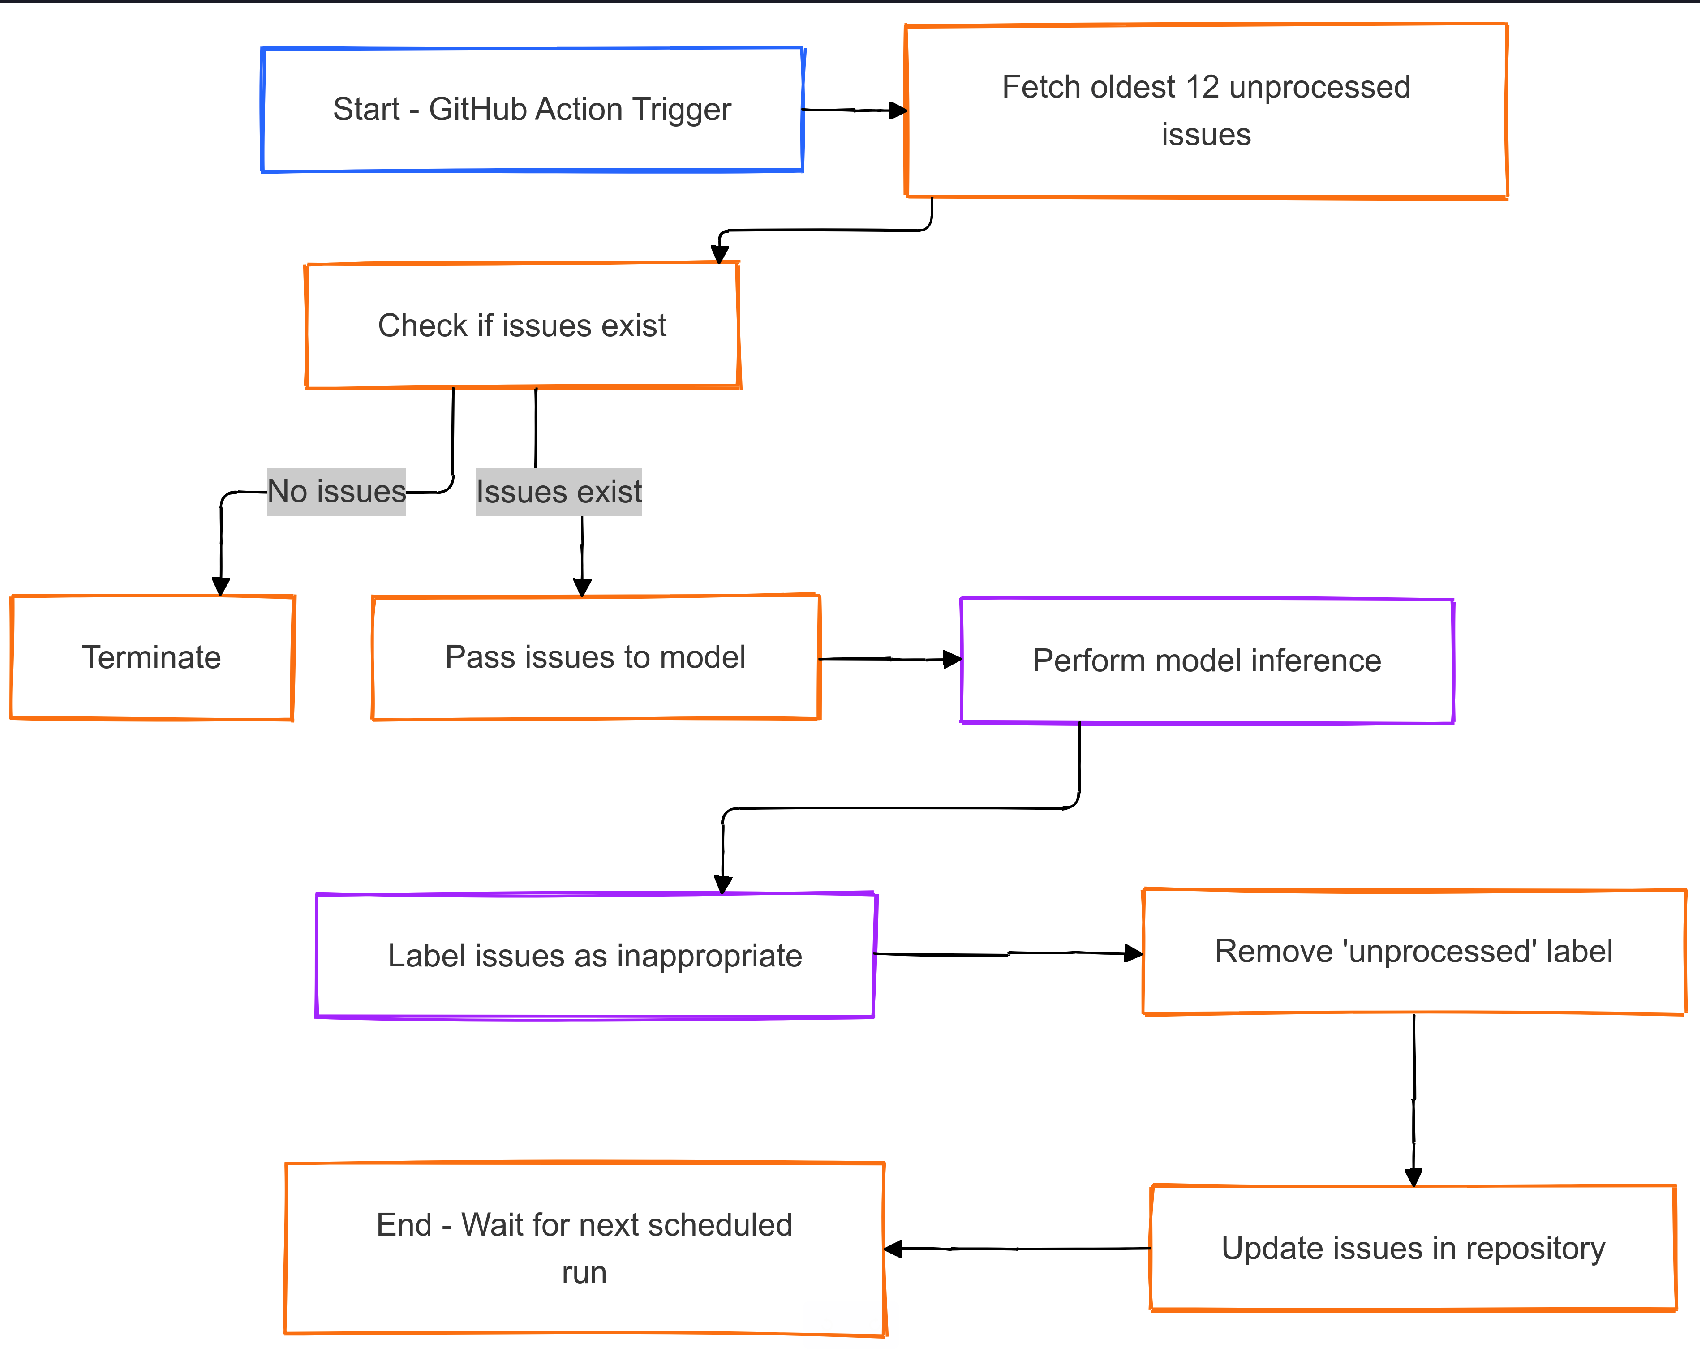 Start - GitHub Action Trigger
Fetch oldest 12 unprocessed
issues
Check if issues exist
No issues
Issues exist
Terminate
Pass issues to model
Perform model inference
Label issues as inappropriate
Remove 'unprocessed' label
End - Wait for next scheduled
run
Update issues in repository